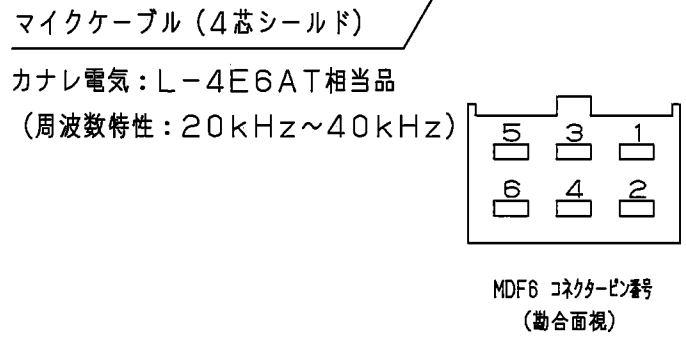 マイクケーブル（4芯シールド）
カナレ電気：L－4E6AT相当品
（周波数特性：20kHz～40kHz）
5 3 1
6 4 2
MDF6 コネクターピン番号
（勘合面視）